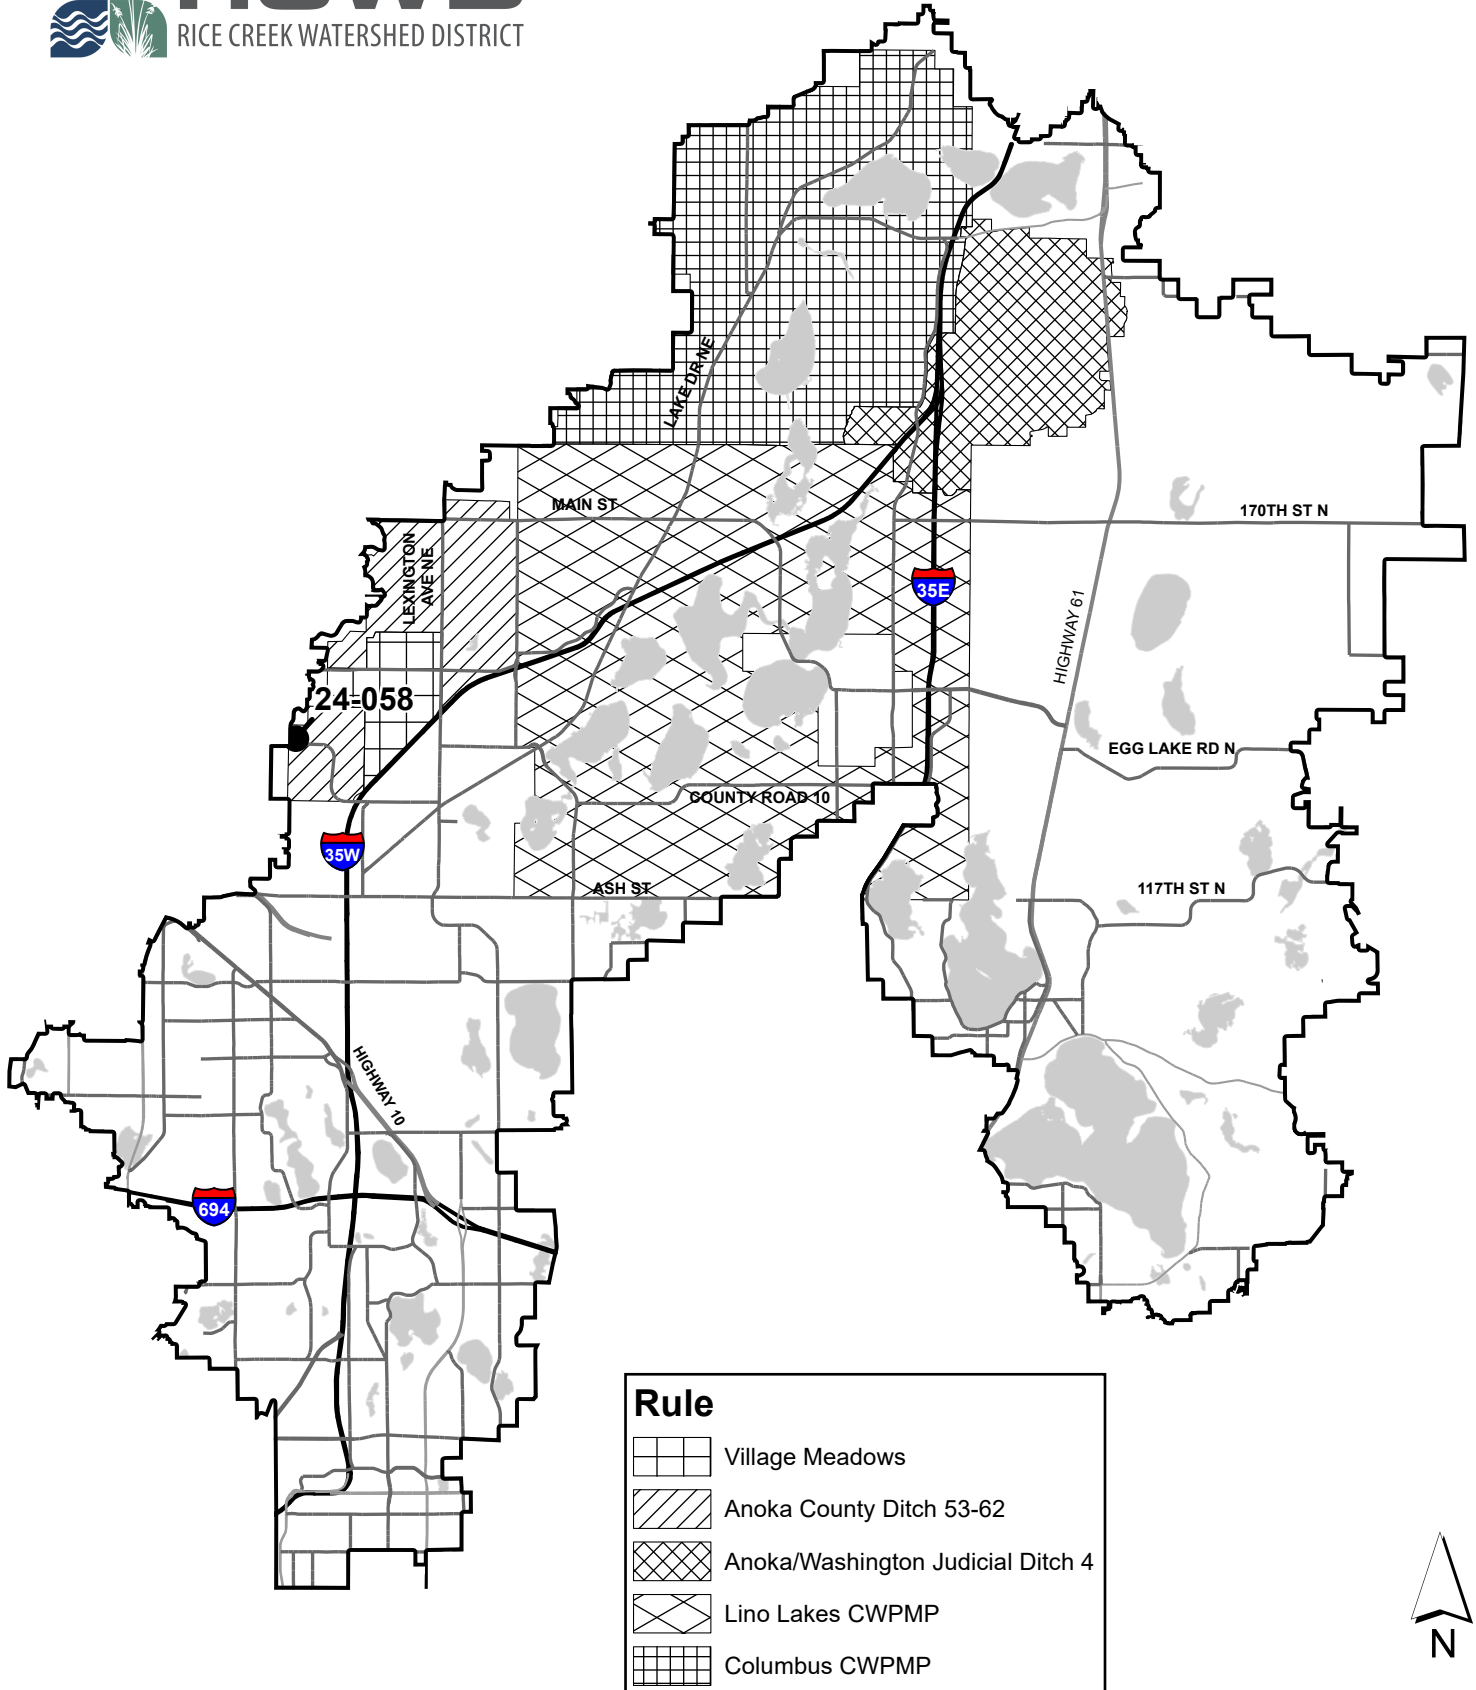 RICE CREEK WATERSHED DISTRICT
LAKE DR NE
MAIN ST
170TH ST N
LEXINGTON
AVE NE
35E
HIGHWAY 61
24-058
EGG LAKE RD N
COUNTY ROAD 10
35W
ASH ST
117TH ST N
HIGHWAY 10
694
Rule
Village Meadows
Anoka County Ditch 53-62
Anoka/Washington Judicial Ditch 4
Lino Lakes CWPMP
Columbus CWPMP
N